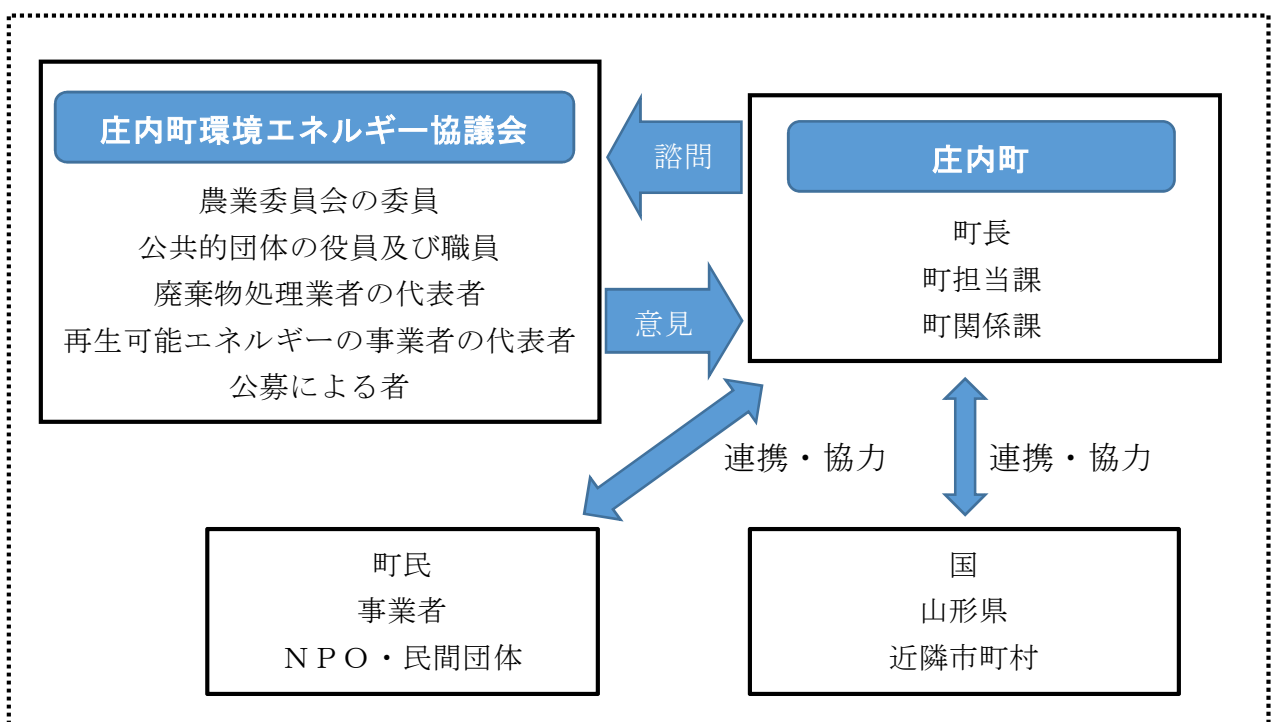 庄内町環境エネルギー協議会
農業委員会の委員
公共的団体の役員及び職員
廃棄物処理業者の代表者
再生可能エネルギーの事業者の代表者
公募による者
諮問
意見
庄内町
町長
町担当課
町関係課
連携・協力
連携・協力
町民
事業者
ＮＰＯ・民間団体
国
山形県
近隣市町村